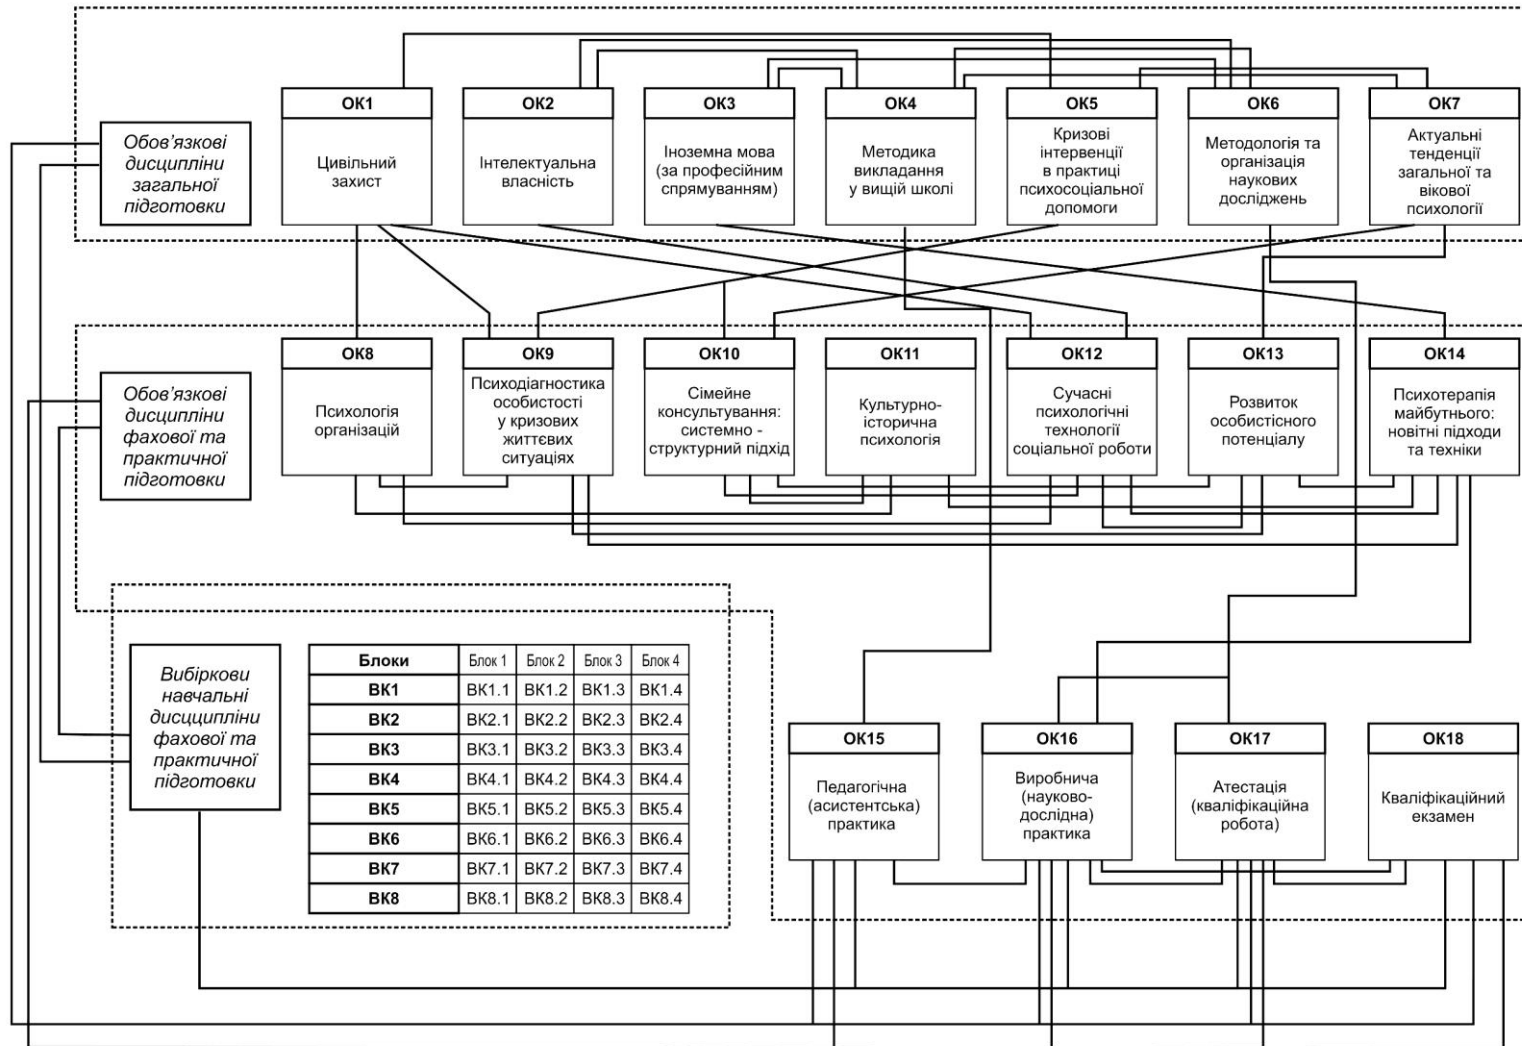 ОК1
ОК2
ОК3
ОК4
ОК5
ОК6
ОК7
Обов’язкові
дисципліни
загальної
підготовки
Цивільний
захист
Інтелектуальна
власність
Іноземна мова
(за професійним
спрямуванням)
Методика
викладання
у вищій школі
Кризові
інтервенції
в практиці
психосоціальної
допомоги
Методологія та
організація
наукових
досліджень
Актуальні
тенденції
загальної та
вікової
психології
ОК8
ОК9
ОК10
ОК11
ОК12
ОК13
ОК14
Обов’язкові
дисципліни
фахової та
практичної
підготовки
Психологія
організацій
Психодіагностика
особистості
у кризових
життєвих
ситуаціях
Сімейне
консультування:
системно -
структурний підхід
Культурно-
історична
психологія
Сучасні
психологічні
технології
соціальної роботи
Розвиток
особистісного
потенціалу
Психотерапія
майбутнього:
новітні підходи
та техніки
Вибіркови
навчальні
дисцципліни
фахової та
практичної
підготовки
Блоки Блок 1 Блок 2 Блок 3 Блок 4
ВК1 ВК1.1 ВК1.2 ВК1.3 ВК1.4
ВК2 ВК2.1 ВК2.2 ВК2.3 ВК2.4
ВК3 ВК3.1 ВК3.2 ВК3.3 ВК3.4
ВК4 ВК4.1 ВК4.2 ВК4.3 ВК4.4
ВК5 ВК5.1 ВК5.2 ВК5.3 ВК5.4
ВК6 ВК6.1 ВК6.2 ВК6.3 ВК6.4
ВК7 ВК7.1 ВК7.2 ВК7.3 ВК7.4
ВК8 ВК8.1 ВК8.2 ВК8.3 ВК8.4
ОК15
ОК16
ОК17
ОК18
Педагогічна
(асистентська)
практика
Виробнича
(науково-
дослідна)
практика
Атестація
(кваліфікаційна
робота)
Кваліфікаційний
екзамен